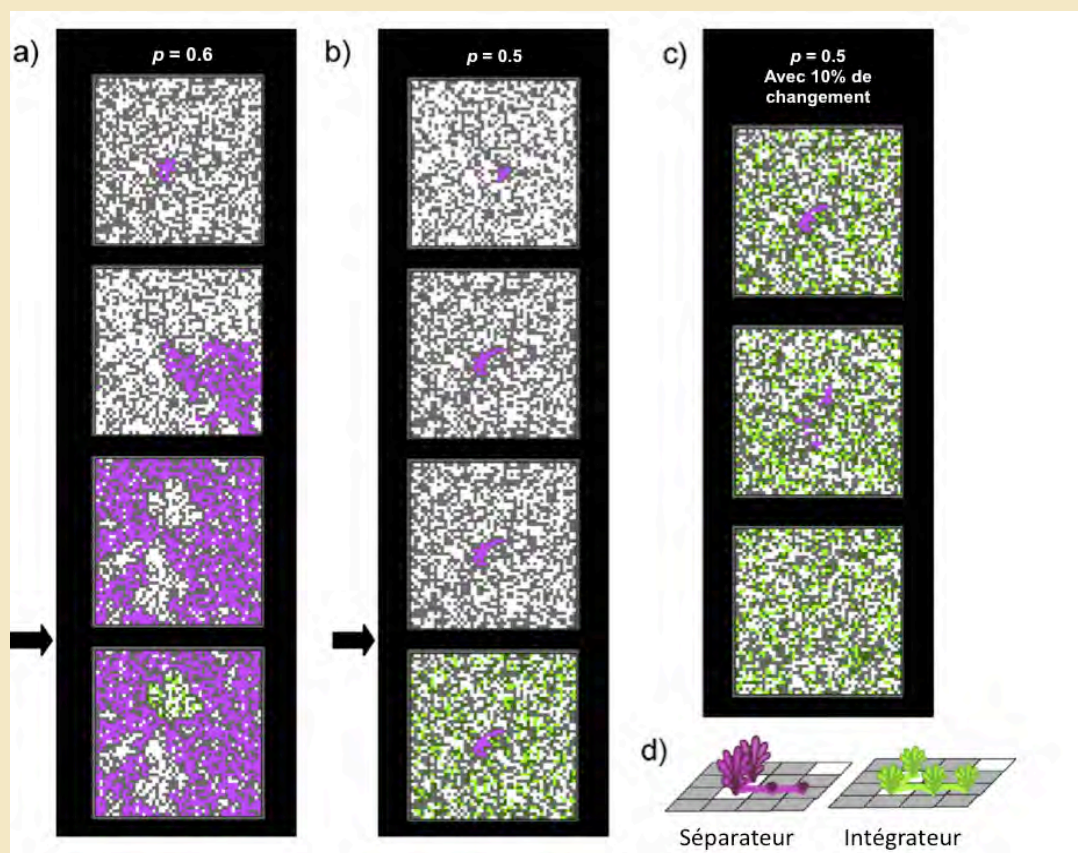 a)
p = 0.6
b)
p = 0.5
c)
p = 0.5
Avec 10% de
changement
d)
Séparateur
Intégrateur